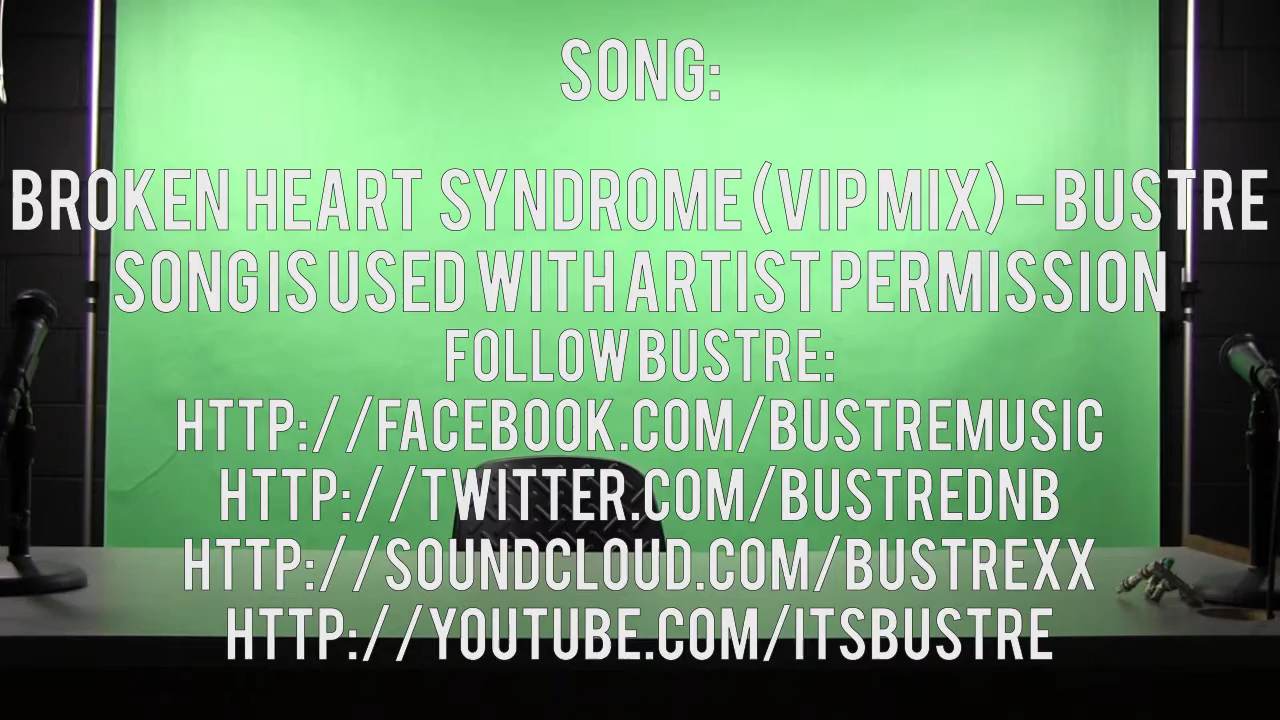 SONG:
BROKEN HEART SYNDROME (VIP MIX) - BUSTRE
SONG IS USED WITH ARTIST PERMISSION
FOLLOW BUSTRE:
HTTP://FACEBOOK.COM/BUSTREMUSIC
HTTP://TWITTER.COM/BUSTREDNB
HTTP://SOUNDCLOUD.COM/BUSTREXX
HTTP://YOUTUBE.COM/ITSBUSTRE